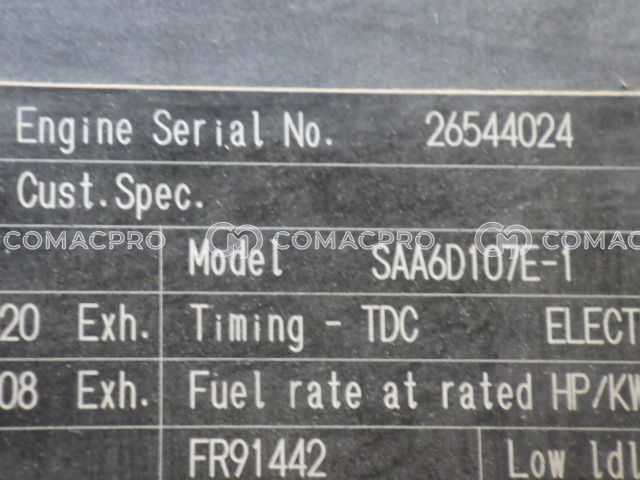 Engine Serial No. 26544024
Cust.Spec.
COMACPRO COMACPRO COMAC
Model SAA6D107E-1
20 Exh. Timing - TDC ELECT
08 Exh. Fuel rate at rated HP/KW
FR91442 Low ldl